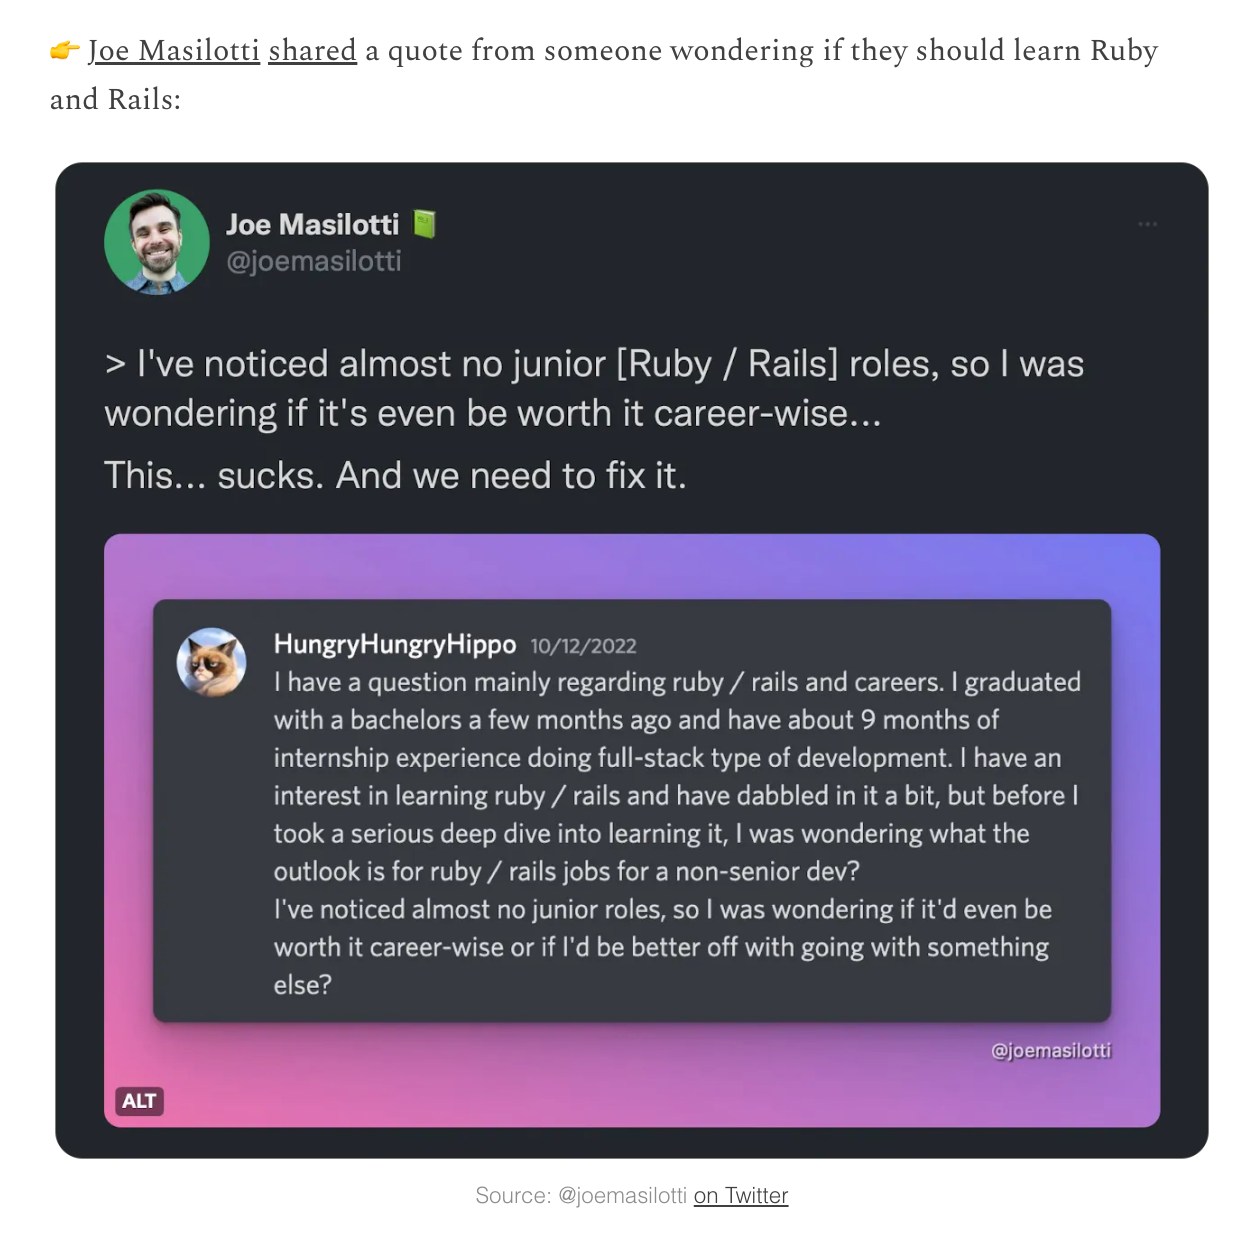 👉 Joe Masilotti shared a quote from someone wondering if they should learn Ruby
and Rails:
Joe Masilotti 📗
@joemasilotti
...
> I've noticed almost no junior [Ruby / Rails] roles, so I was
wondering if it's even be worth it career-wise...
This... sucks. And we need to fix it.
HungryHungryHippo 10/12/2022
I have a question mainly regarding ruby / rails and careers. I graduated
with a bachelors a few months ago and have about 9 months of
internship experience doing full-stack type of development. I have an
interest in learning ruby / rails and have dabbled in it a bit, but before I
took a serious deep dive into learning it, I was wondering what the
outlook is for ruby / rails jobs for a non-senior dev?
I've noticed almost no junior roles, so I was wondering if it'd even be
worth it career-wise or if I'd be better off with going with something
else?
@joemasilotti
ALT
Source: @joemasilotti on Twitter